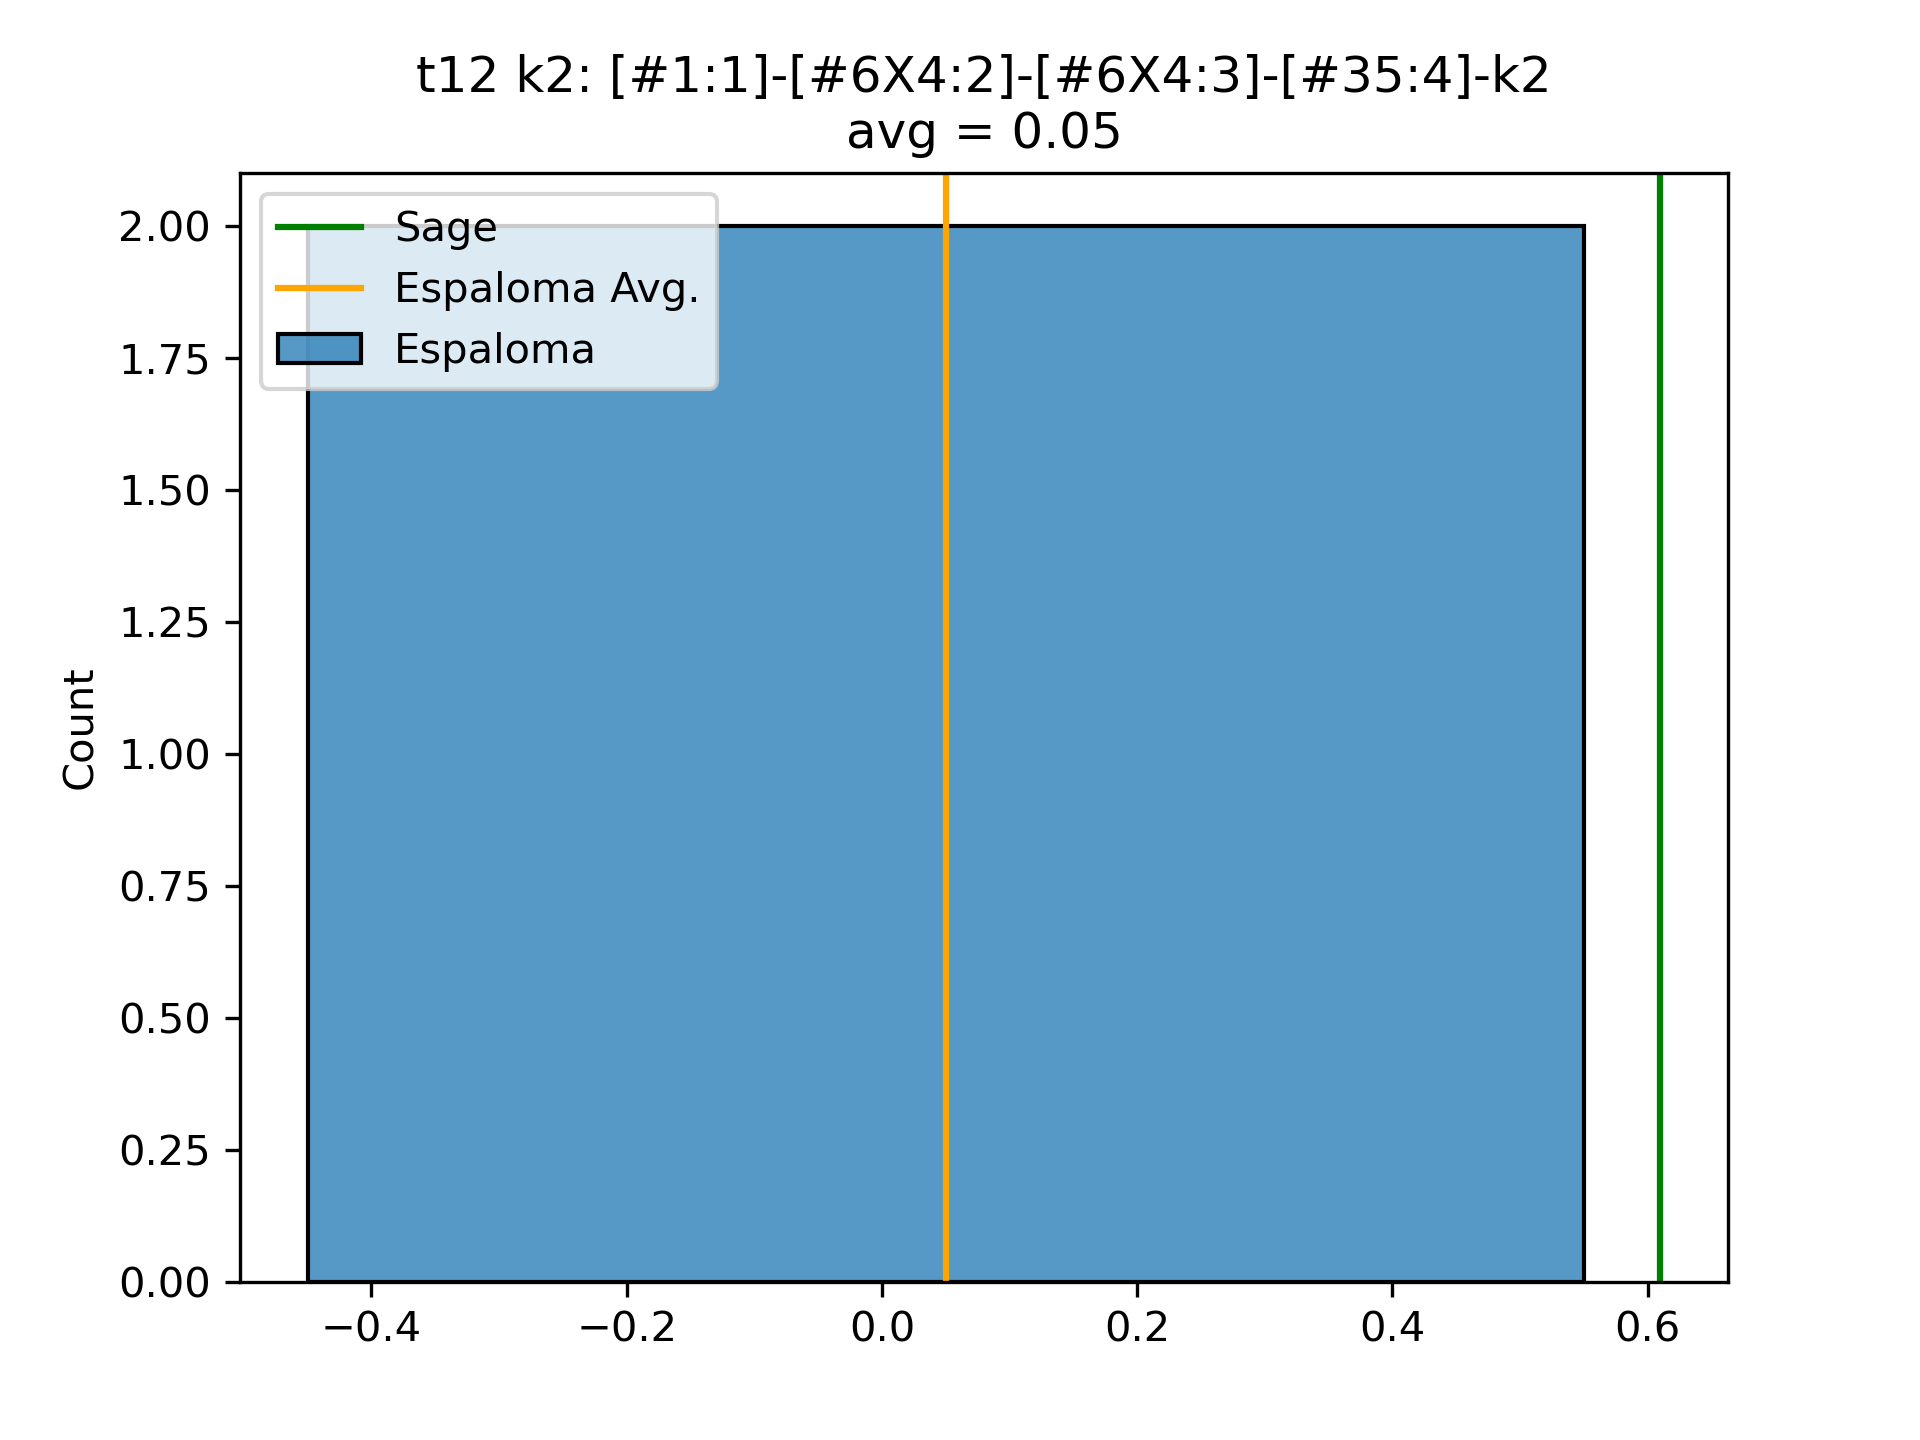 t12 k2: [#1:1]-[#6X4:2]-[#6X4:3]-[#35:4]-k2
avg = 0.05
Sage
Espaloma Avg.
Espaloma
Count
2.00
1.75
1.50
1.25
1.00
0.75
0.50
0.25
0.00
−0.4
−0.2
0.0
0.2
0.4
0.6